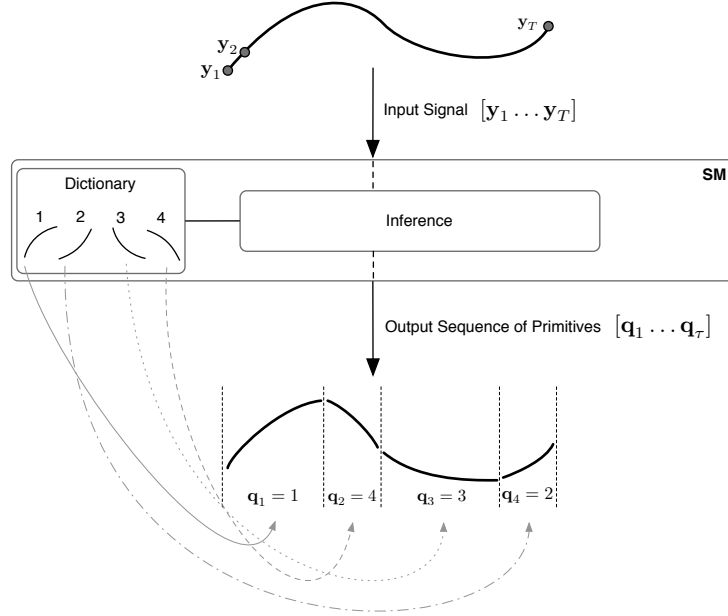 y_T
y_2
y_1
Input Signal [y_1 … y_T]
SM
Dictionary
1 2 3 4
Inference
Output Sequence of Primitives [q_1 … q_τ]
q_1 = 1 q_2 = 4 q_3 = 3 q_4 = 2